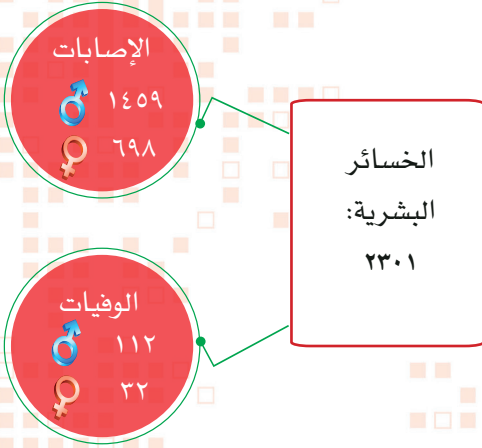 الإصابات
١٤٥٩
٦٩٨
الخسائر
البشرية:
٢٣٠١
الوفيات
١١٢
٣٢